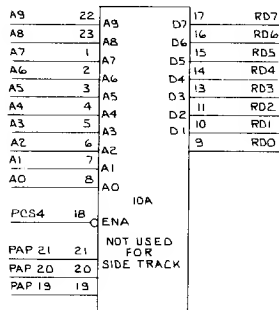 A9 22 A9 D7 17 RD7
A8 23 A8 D6 16 RD6
A7 1 A7 D5 15 RD5
A6 2 A6 D4 14 RD4
A5 3 A5 D3 13 RD3
A4 4 A4 D2 11 RD2
A3 5 A3 D1 10 RD1
A2 6 A2 9 RD0
A1 7 A1
A0 8 A0
10A
PCS4 18 ENA
NOT USED
FOR
SIDE TRACK
PAP 21 21
PAP 20 20
PAP 19 19